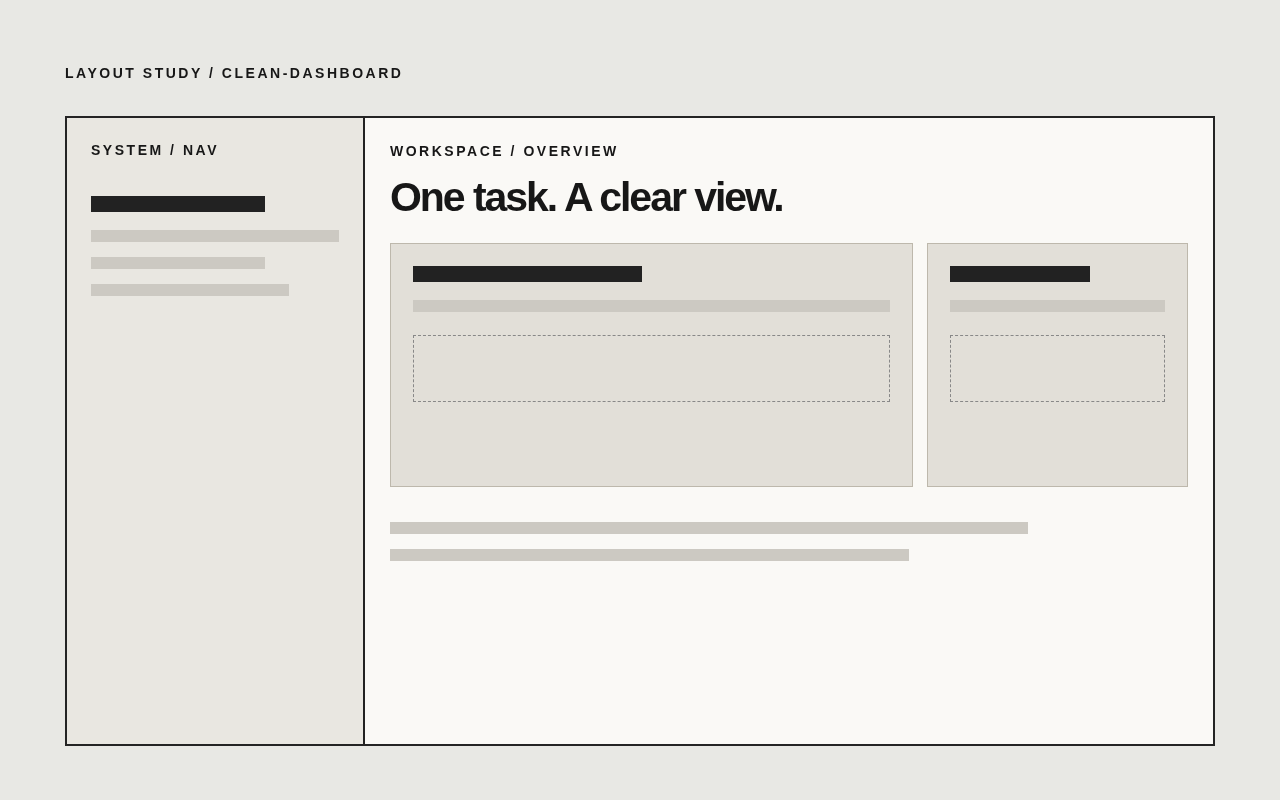 LAYOUT STUDY / CLEAN-DASHBOARD
SYSTEM / NAV
WORKSPACE / OVERVIEW
One task. A clear view.